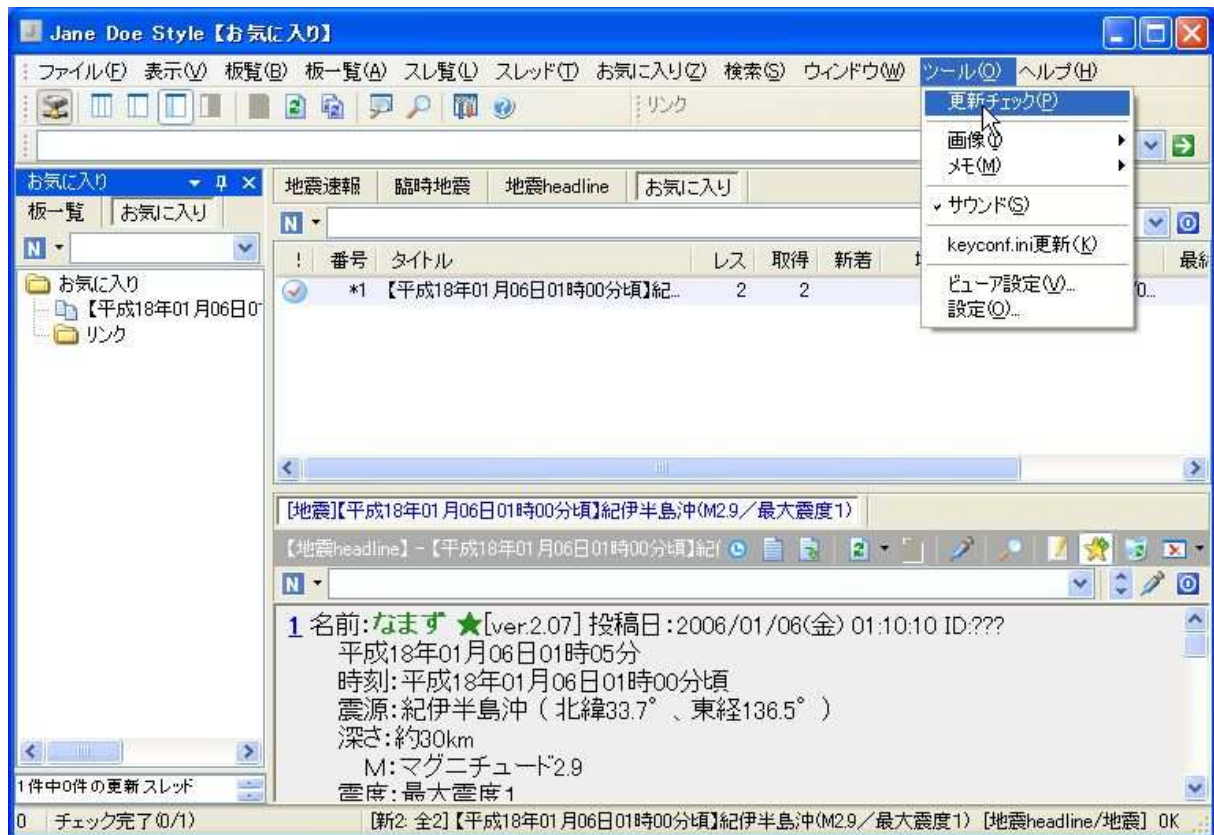 Jane Doe Style【お気に入り】
ファイル(F) 表示(V) 板覧(B) 板一覧(A) スレ覧(L) スレッド(T) お気に入り(Z) 検索(S) ウィンドウ(W) ツール(O) ヘルプ(H)
リンク
更新チェック(P)
画像(I)
メモ(M)
サウンド(S)
keyconf.ini更新(K)
ビューア設定(V)...
設定(O)...
お気に入り
板一覧 お気に入り
N
お気に入り
【平成18年01月06日0
リンク
1件中0件の更新スレッド
地震速報 臨時地震 地震headline お気に入り
N
! 番号 タイトル レス 取得 新着
*1 【平成18年01月06日01時00分頃】紀... 2 2
[地震]【平成18年01月06日01時00分頃】紀伊半島沖(M2.9／最大震度1)
【地震headline】-【平成18年01月06日01時00分頃】紀
N
1 名前:なまず ★[ver.2.07] 投稿日:2006/01/06(金) 01:10:10 ID:???
平成18年01月06日01時05分
時刻:平成18年01月06日01時00分頃
震源:紀伊半島沖（北緯33.7°、東経136.5°）
深さ:約30km
M:マグニチュード2.9
震度:最大震度1
0 チェック完了(0/1) [新2: 全2]【平成18年01月06日01時00分頃】紀伊半島沖(M2.9／最大震度1) [地震headline/地震] OK